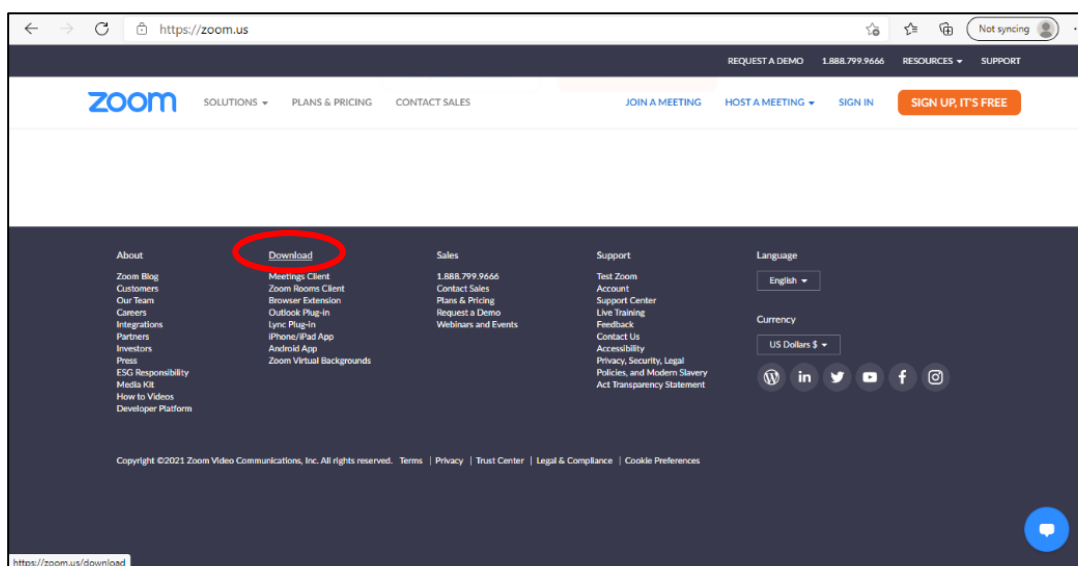 https://zoom.us
Not syncing
REQUEST A DEMO 1.888.799.9666 RESOURCES SUPPORT
zoom SOLUTIONS PLANS & PRICING CONTACT SALES JOIN A MEETING HOST A MEETING SIGN IN SIGN UP, IT'S FREE
About
Zoom Blog
Customers
Our Team
Careers
Integrations
Partners
Investors
Press
ESG Responsibility
Media Kit
How to Videos
Developer Platform
Download
Meetings Client
Zoom Rooms Client
Browser Extension
Outlook Plug-in
Lync Plug-in
iPhone/iPad App
Android App
Zoom Virtual Backgrounds
Sales
1.888.799.9666
Contact Sales
Plans & Pricing
Request a Demo
Webinars and Events
Support
Test Zoom
Account
Support Center
Live Training
Feedback
Contact Us
Accessibility
Privacy, Security, Legal
Policies, and Modern Slavery
Act Transparency Statement
Language
English
Currency
US Dollars $
in f
Copyright ©2021 Zoom Video Communications, Inc. All rights reserved. Terms | Privacy | Trust Center | Legal & Compliance | Cookie Preferences
https://zoom.us/download